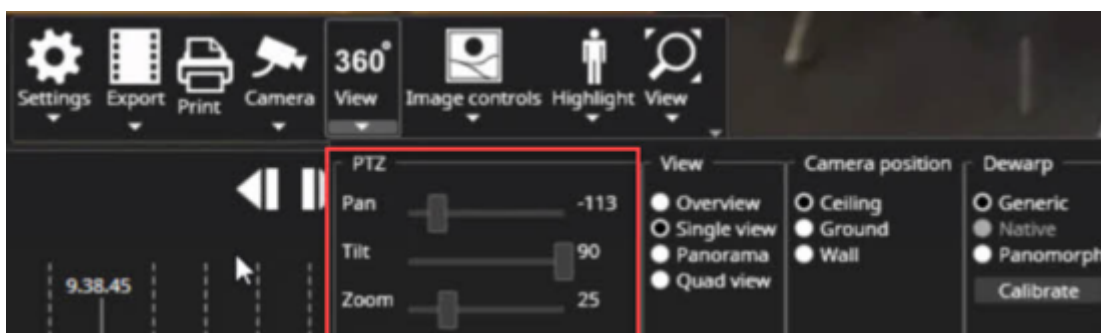 360°
Settings Export Print Camera View Image controls Highlight View
PTZ View Camera position Dewarp
Pan -113 Overview Ceiling Generic
Single view Ground Native
Tilt 90 Panorama Wall Panomorph
9.38.45 Quad view Calibrate
Zoom 25